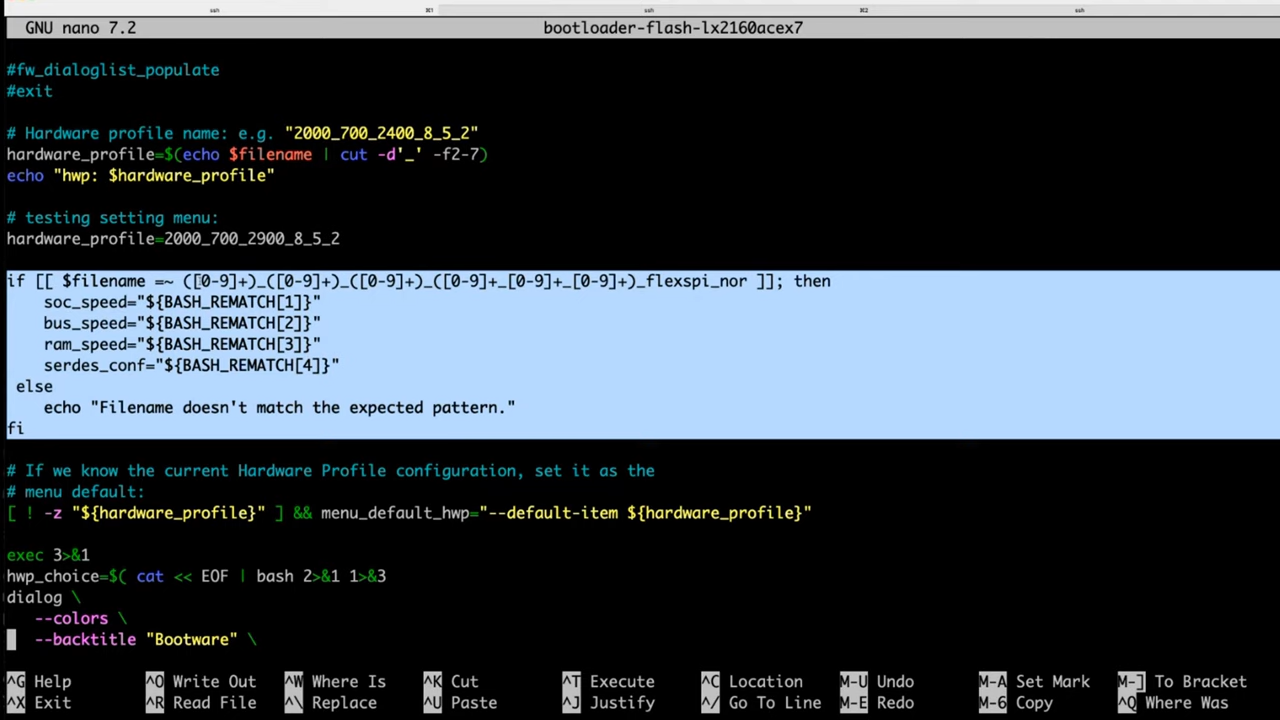 ssh ⌘1 ssh ⌘2 ssh
GNU nano 7.2 bootloader-flash-lx2160acex7
#fw_dialoglist_populate
#exit
# Hardware profile name: e.g. "2000_700_2400_8_5_2"
hardware_profile=$(echo $filename | cut -d'_' -f2-7)
echo "hwp: $hardware_profile"
# testing setting menu:
hardware_profile=2000_700_2900_8_5_2
if [[ $filename =~ ([0-9]+)_([0-9]+)_([0-9]+)_([0-9]+_[0-9]+_[0-9]+)_flexspi_nor ]]; then
    soc_speed="${BASH_REMATCH[1]}"
    bus_speed="${BASH_REMATCH[2]}"
    ram_speed="${BASH_REMATCH[3]}"
    serdes_conf="${BASH_REMATCH[4]}"
 else
    echo "Filename doesn't match the expected pattern."
fi
# If we know the current Hardware Profile configuration, set it as the
# menu default:
[ ! -z "${hardware_profile}" ] && menu_default_hwp="--default-item ${hardware_profile}"
exec 3>&1
hwp_choice=$( cat << EOF | bash 2>&1 1>&3
dialog \
   --colors \
   --backtitle "Bootware" \
^G Help ^O Write Out ^W Where Is ^K Cut ^T Execute ^C Location M-U Undo M-A Set Mark M-] To Bracket
^X Exit ^R Read File ^\ Replace ^U Paste ^J Justify ^/ Go To Line M-E Redo M-6 Copy ^Q Where Was